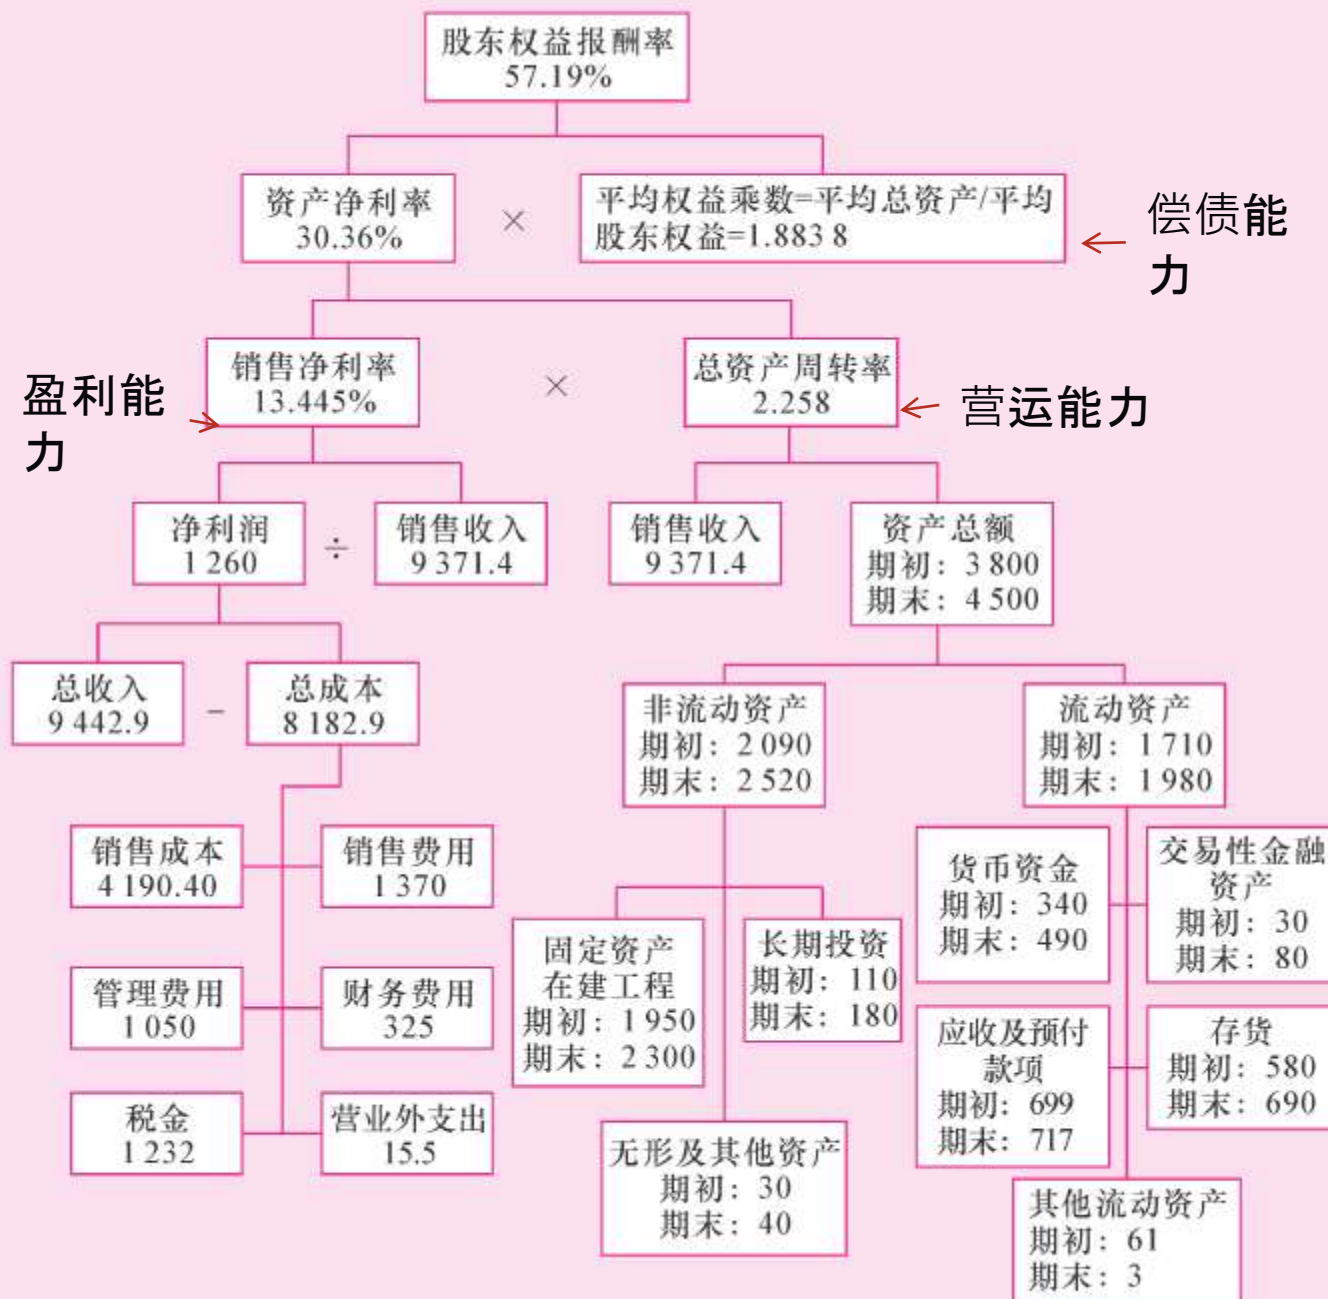 股东权益报酬率
57.19%
资产净利率
30.36%
×
平均权益乘数=平均总资产/平均
股东权益=1.883 8
偿债能
力
销售净利率
13.445%
×
总资产周转率
2.258
盈利能
力
营运能力
净利润
1 260
÷
销售收入
9 371.4
销售收入
9 371.4
资产总额
期初: 3 800
期末: 4 500
总收入
9 442.9
−
总成本
8 182.9
非流动资产
期初: 2 090
期末: 2 520
流动资产
期初: 1 710
期末: 1 980
销售成本
4 190.40
销售费用
1 370
管理费用
1 050
财务费用
325
税金
1 232
营业外支出
15.5
固定资产
在建工程
期初: 1 950
期末: 2 300
长期投资
期初: 110
期末: 180
无形及其他资产
期初: 30
期末: 40
货币资金
期初: 340
期末: 490
交易性金融
资产
期初: 30
期末: 80
应收及预付
款项
期初: 699
期末: 717
存货
期初: 580
期末: 690
其他流动资产
期初: 61
期末: 3